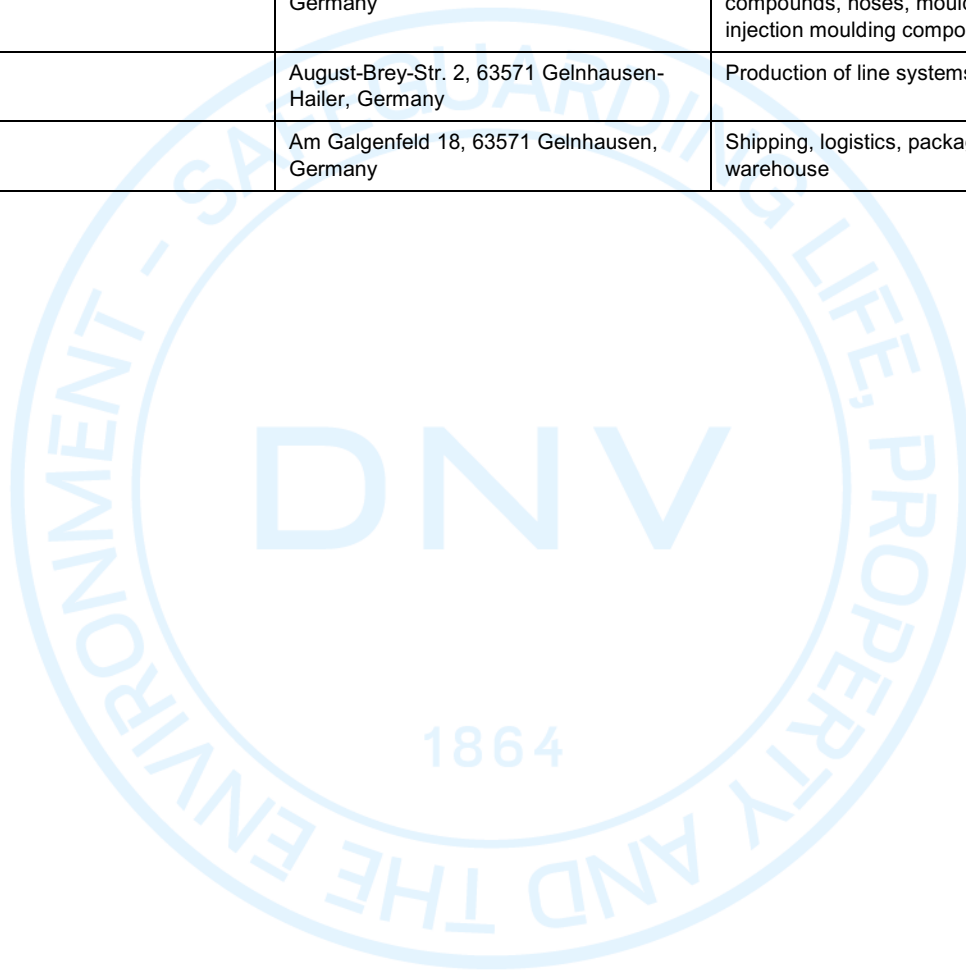 Germany
compounds, hoses, mould
injection moulding compo
August-Brey-Str. 2, 63571 Gelnhausen-
Hailer, Germany
Production of line systems
Am Galgenfeld 18, 63571 Gelnhausen,
Germany
Shipping, logistics, packa
warehouse
SAFEGUARDING LIFE, PROPERTY AND THE ENVIRONMENT -
DNV
1864